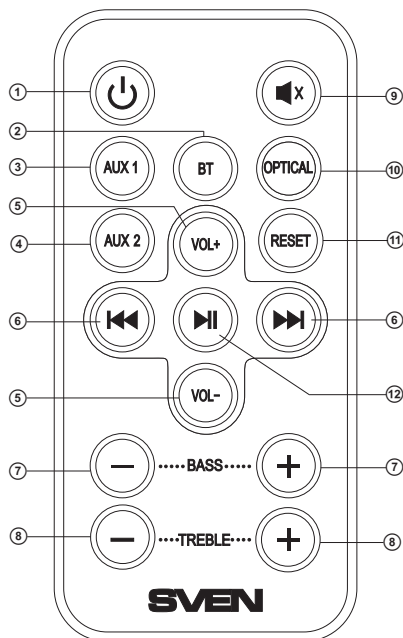 ①
⑨
②
③ AUX 1 BT OPTICAL ⑩
⑤
④ AUX 2 VOL+ RESET ⑪
⑥ ⑥
⑤ VOL− ⑫
⑦ − BASS + ⑦
⑧ − TREBLE + ⑧
SVEN